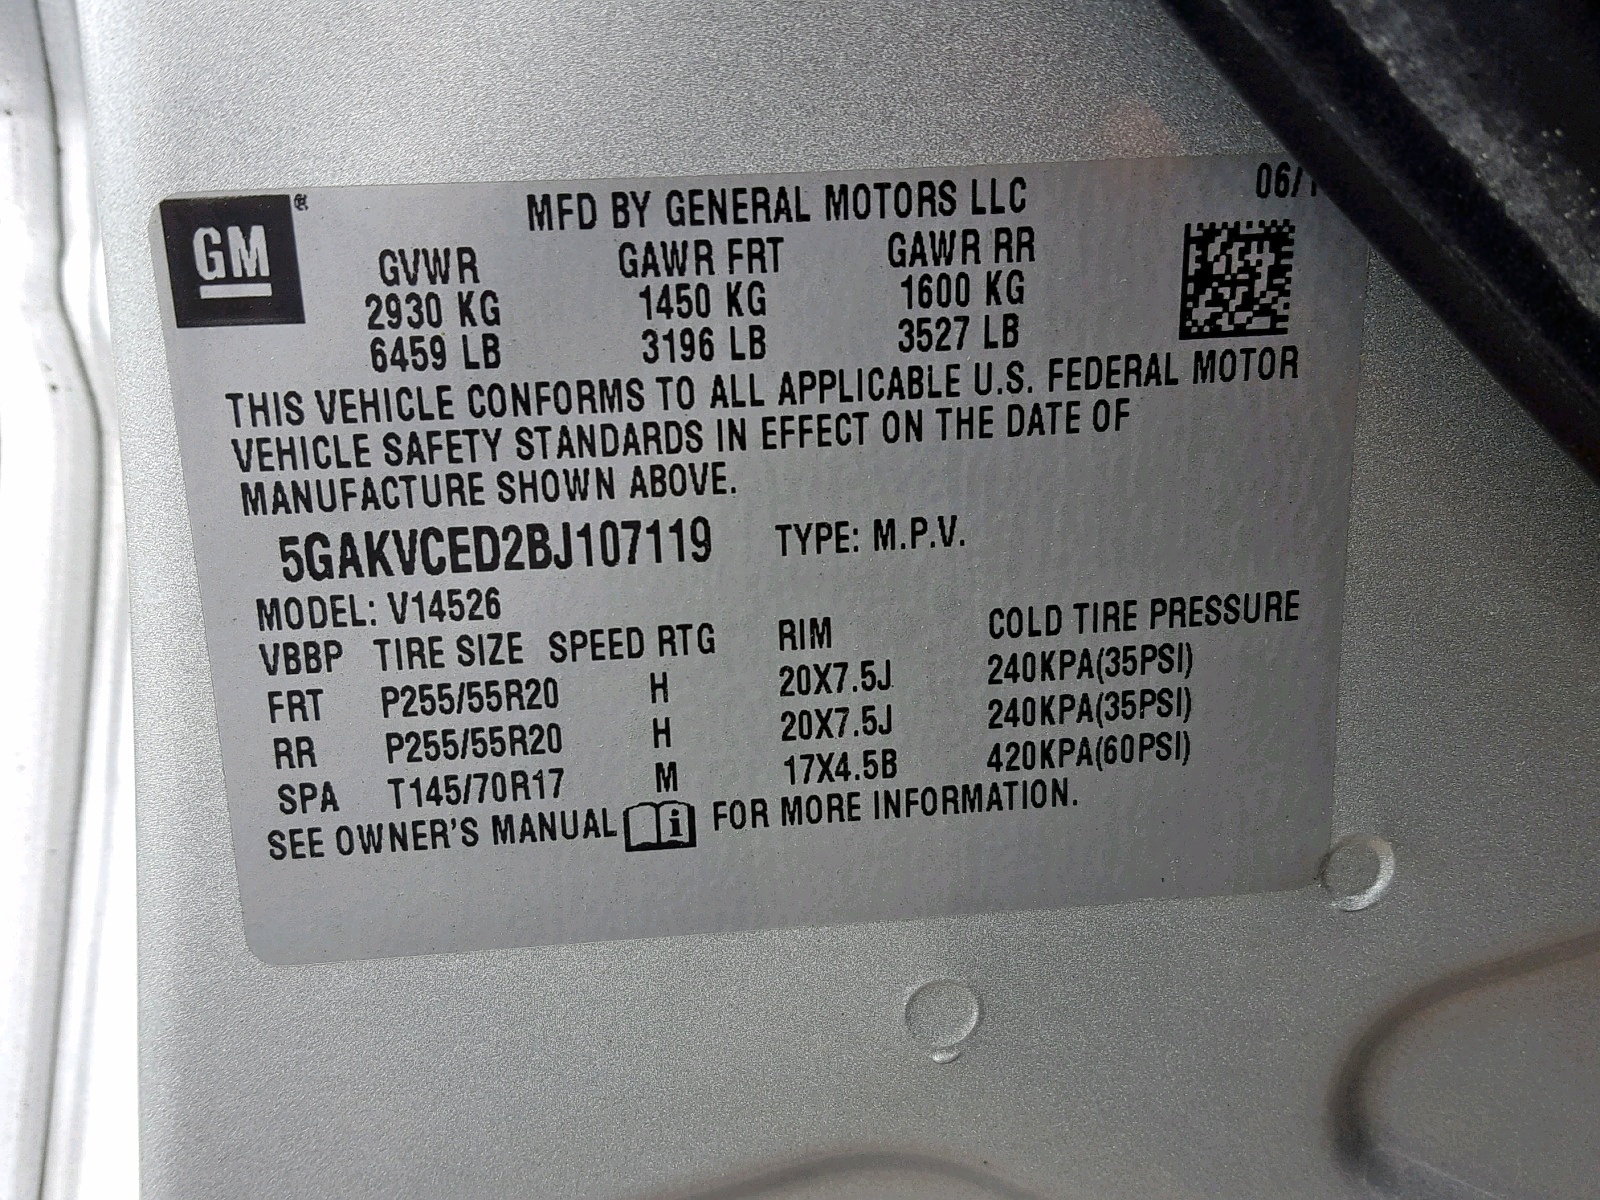 GM®
MFD BY GENERAL MOTORS LLC 06/1
GVWR GAWR FRT GAWR RR
2930 KG 1450 KG 1600 KG
6459 LB 3196 LB 3527 LB
THIS VEHICLE CONFORMS TO ALL APPLICABLE U.S. FEDERAL MOTOR
VEHICLE SAFETY STANDARDS IN EFFECT ON THE DATE OF
MANUFACTURE SHOWN ABOVE.
5GAKVCED2BJ107119 TYPE: M.P.V.
MODEL: V14526
VBBP TIRE SIZE SPEED RTG RIM COLD TIRE PRESSURE
FRT P255/55R20 H 20X7.5J 240KPA(35PSI)
RR P255/55R20 H 20X7.5J 240KPA(35PSI)
SPA T145/70R17 M 17X4.5B 420KPA(60PSI)
SEE OWNER'S MANUAL i FOR MORE INFORMATION.